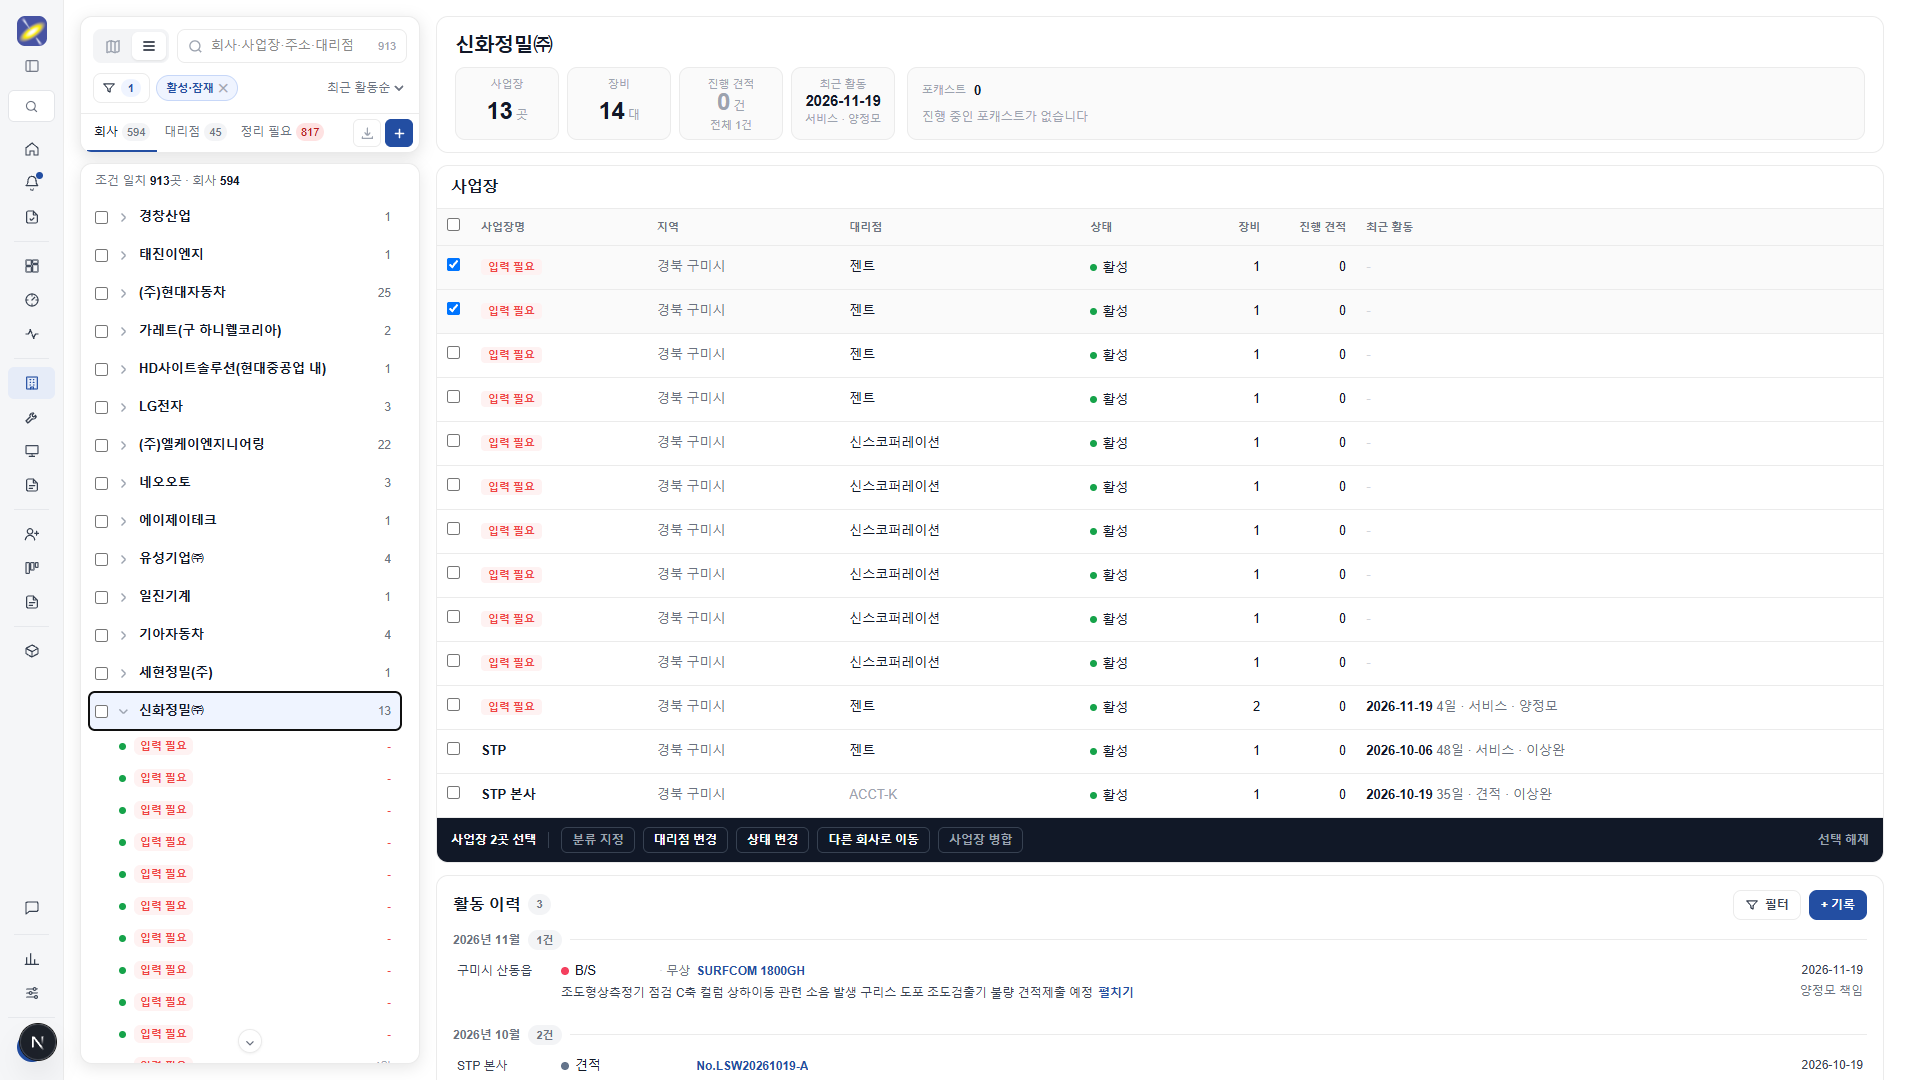 회사·사업장·주소·대리점 913
1 활성·잠재 최근 활동순
회사 594 대리점 45 정리 필요 817 +
조건 일치 913곳 · 회사 594
경창산업 1
태진이엔지 1
(주)현대자동차 25
가레트(구 하니웰코리아) 2
HD사이트솔루션(현대중공업 내) 1
LG전자 3
(주)엘케이엔지니어링 22
네오오토 3
에이제이테크 1
유성기업㈜ 4
일진기계 1
기아자동차 4
세현정밀(주) 1
신화정밀㈜ 13
입력 필요 -
입력 필요 -
입력 필요 -
입력 필요 -
입력 필요 -
입력 필요 -
입력 필요 -
입력 필요 -
입력 필요 -
입력 필요 -
N
신화정밀㈜
사업장
13 곳
장비
14 대
진행 견적
0 건
전체 1건
최근 활동
2026-11-19
서비스 · 양정모
포캐스트 0
진행 중인 포캐스트가 없습니다
사업장
사업장명 지역 대리점 상태 장비 진행 견적 최근 활동
입력 필요 경북 구미시 젠트 활성 1 0 -
입력 필요 경북 구미시 젠트 활성 1 0 -
입력 필요 경북 구미시 젠트 활성 1 0 -
입력 필요 경북 구미시 젠트 활성 1 0 -
입력 필요 경북 구미시 신스코퍼레이션 활성 1 0 -
입력 필요 경북 구미시 신스코퍼레이션 활성 1 0 -
입력 필요 경북 구미시 신스코퍼레이션 활성 1 0 -
입력 필요 경북 구미시 신스코퍼레이션 활성 1 0 -
입력 필요 경북 구미시 신스코퍼레이션 활성 1 0 -
입력 필요 경북 구미시 신스코퍼레이션 활성 1 0 -
입력 필요 경북 구미시 젠트 활성 2 0 2026-11-19 4일 · 서비스 · 양정모
STP 경북 구미시 젠트 활성 1 0 2026-10-06 48일 · 서비스 · 이상완
STP 본사 경북 구미시 ACCT-K 활성 1 0 2026-10-19 35일 · 견적 · 이상완
사업장 2곳 선택 분류 지정 대리점 변경 상태 변경 다른 회사로 이동 사업장 병합 선택 해제
활동 이력 3 필터 + 기록
2026년 11월 1건
구미시 산동읍 B/S · 무상 SURFCOM 1800GH 2026-11-19
조도형상측정기 점검 C축 컬럼 상하이동 관련 소음 발생 구리스 도포 조도검출기 불량 견적제출 예정 펼치기 양정모 책임
2026년 10월 2건
STP 본사 견적 No.LSW20261019-A 2026-10-19